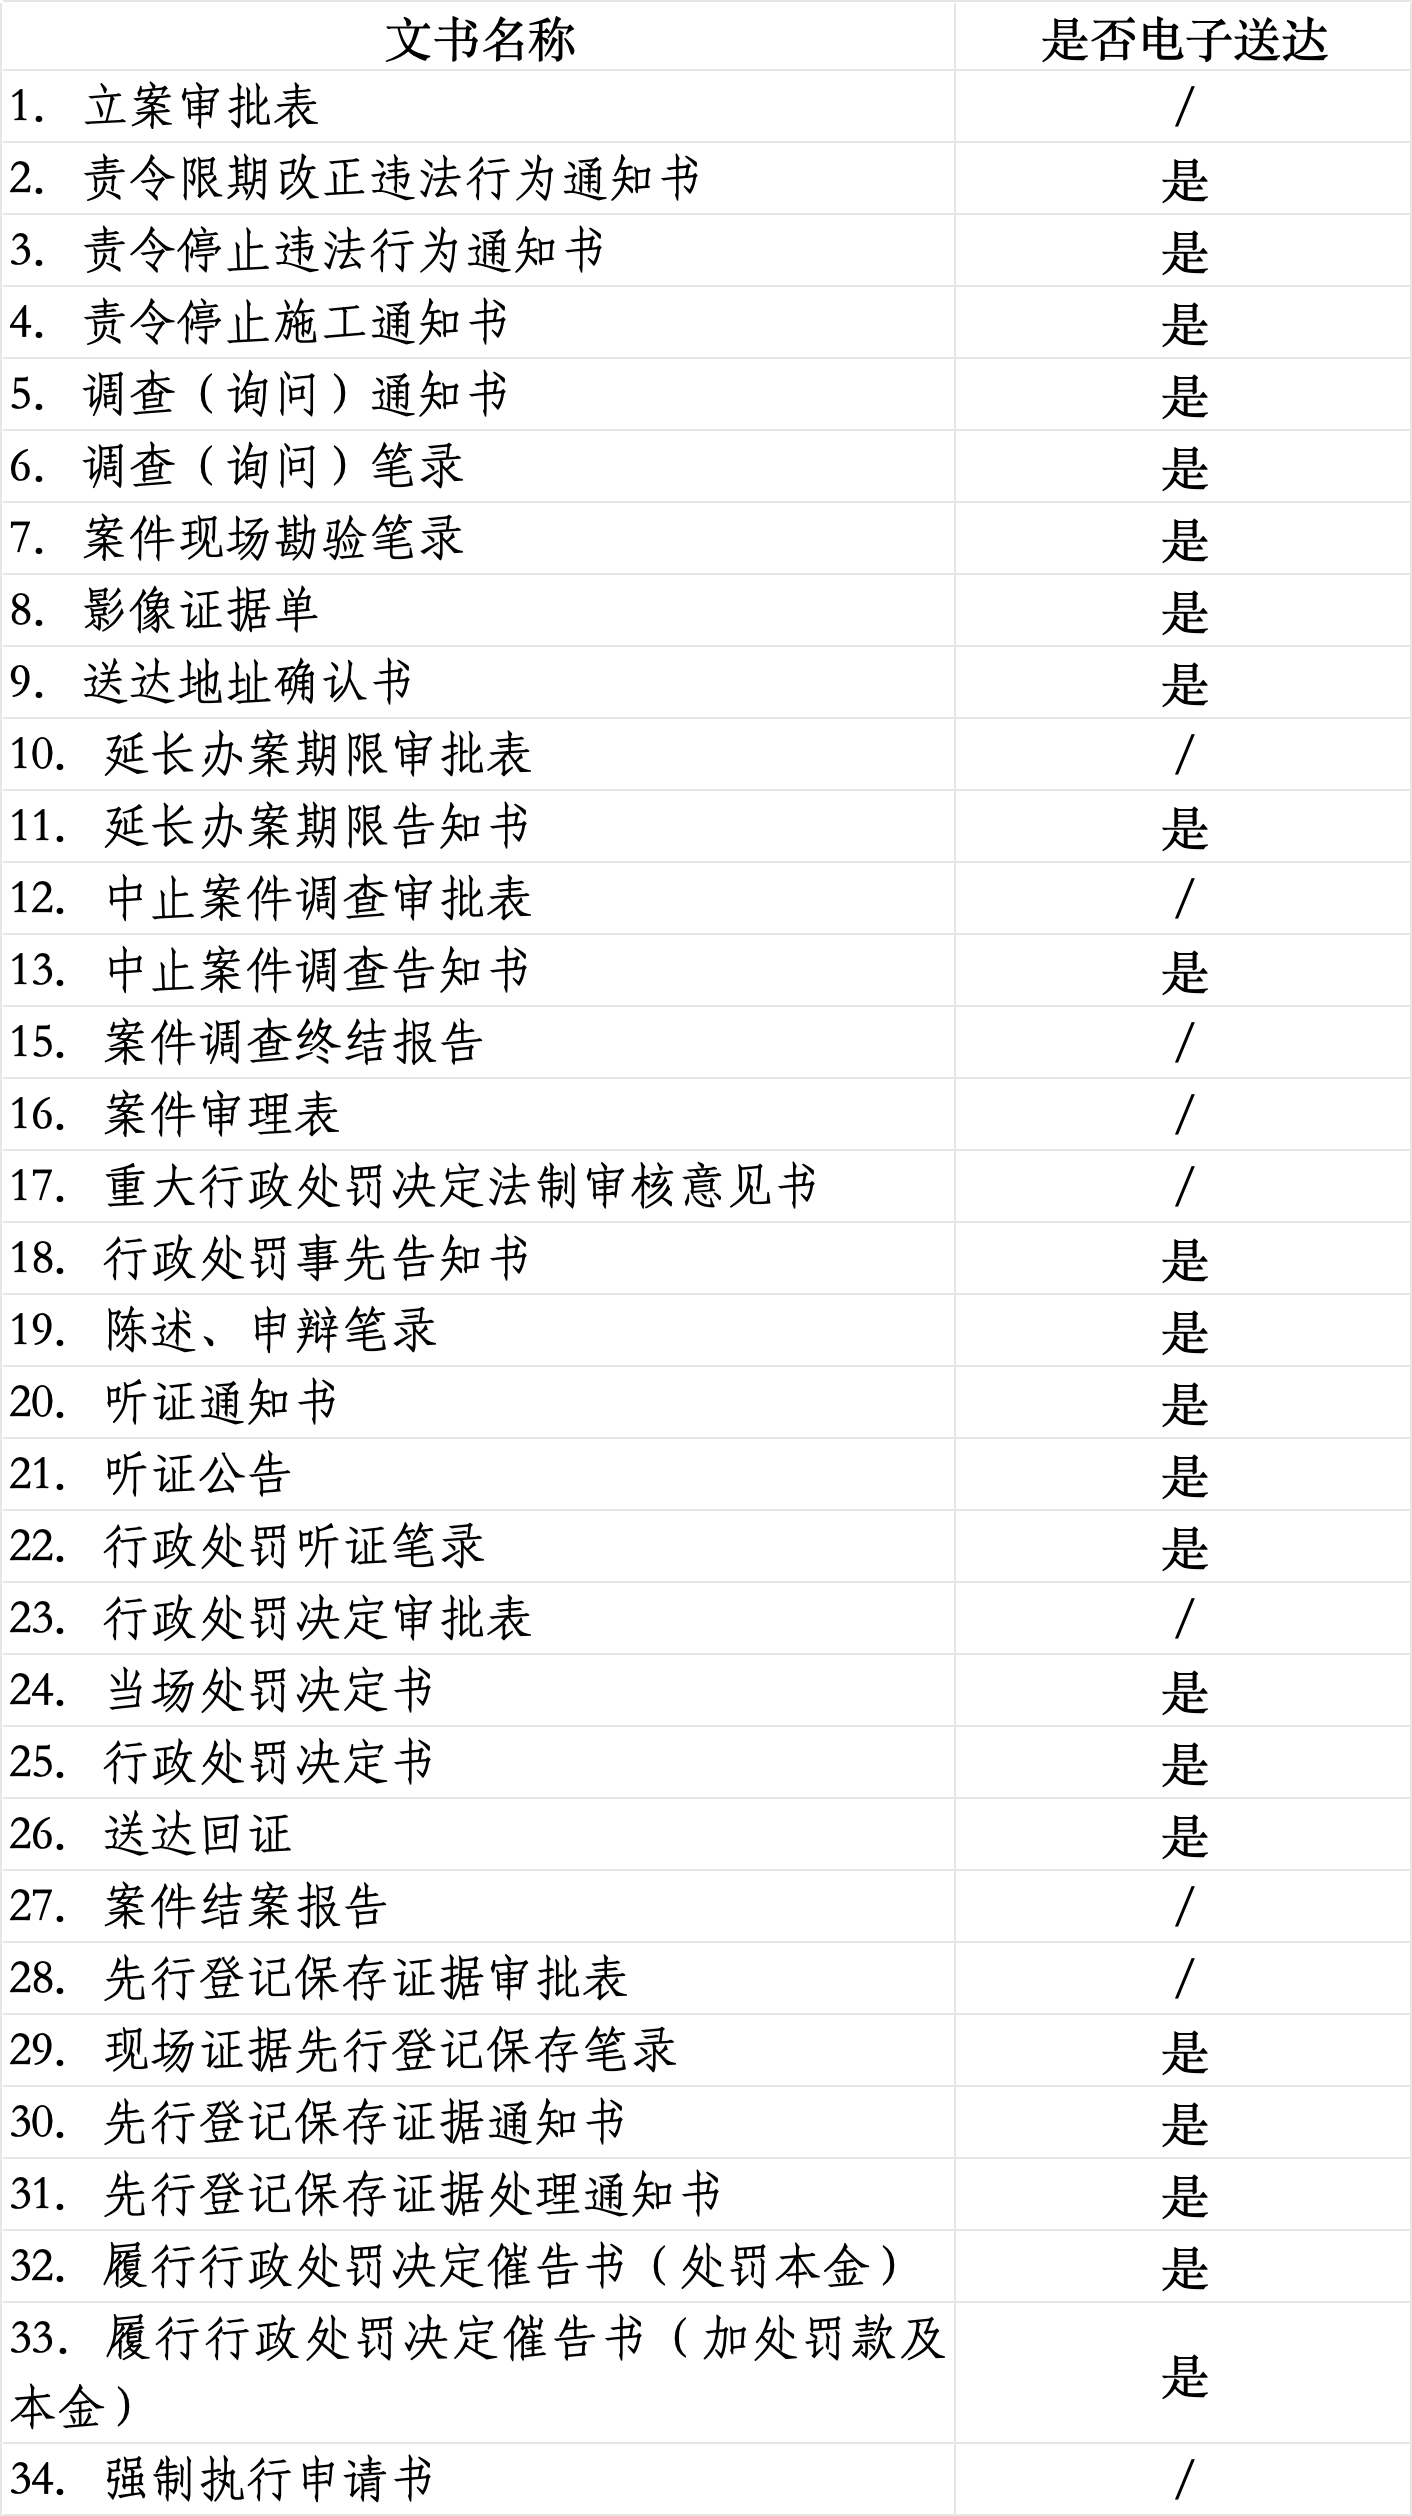 文书名称 是否电子送达
1. 立案审批表 /
2. 责令限期改正违法行为通知书 是
3. 责令停止违法行为通知书 是
4. 责令停止施工通知书 是
5. 调查（询问）通知书 是
6. 调查（询问）笔录 是
7. 案件现场勘验笔录 是
8. 影像证据单 是
9. 送达地址确认书 是
10. 延长办案期限审批表 /
11. 延长办案期限告知书 是
12. 中止案件调查审批表 /
13. 中止案件调查告知书 是
15. 案件调查终结报告 /
16. 案件审理表 /
17. 重大行政处罚决定法制审核意见书 /
18. 行政处罚事先告知书 是
19. 陈述、申辩笔录 是
20. 听证通知书 是
21. 听证公告 是
22. 行政处罚听证笔录 是
23. 行政处罚决定审批表 /
24. 当场处罚决定书 是
25. 行政处罚决定书 是
26. 送达回证 是
27. 案件结案报告 /
28. 先行登记保存证据审批表 /
29. 现场证据先行登记保存笔录 是
30. 先行登记保存证据通知书 是
31. 先行登记保存证据处理通知书 是
32. 履行行政处罚决定催告书（处罚本金） 是
33. 履行行政处罚决定催告书（加处罚款及
本金） 是
34. 强制执行申请书 /